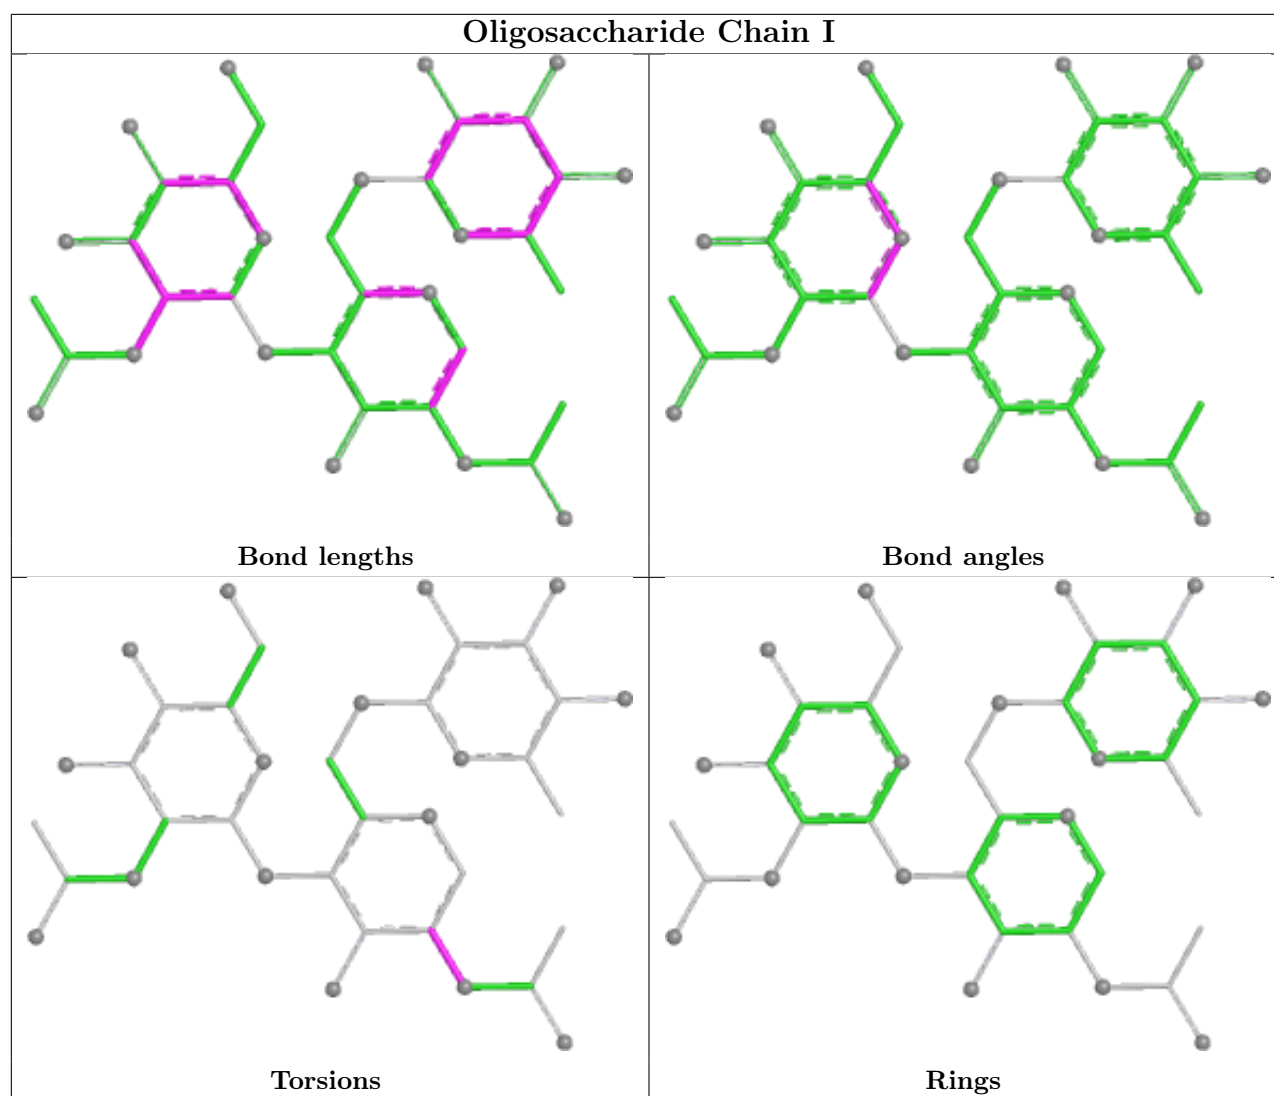 Oligosaccharide Chain I
Bond lengths
Bond angles
Torsions
Rings